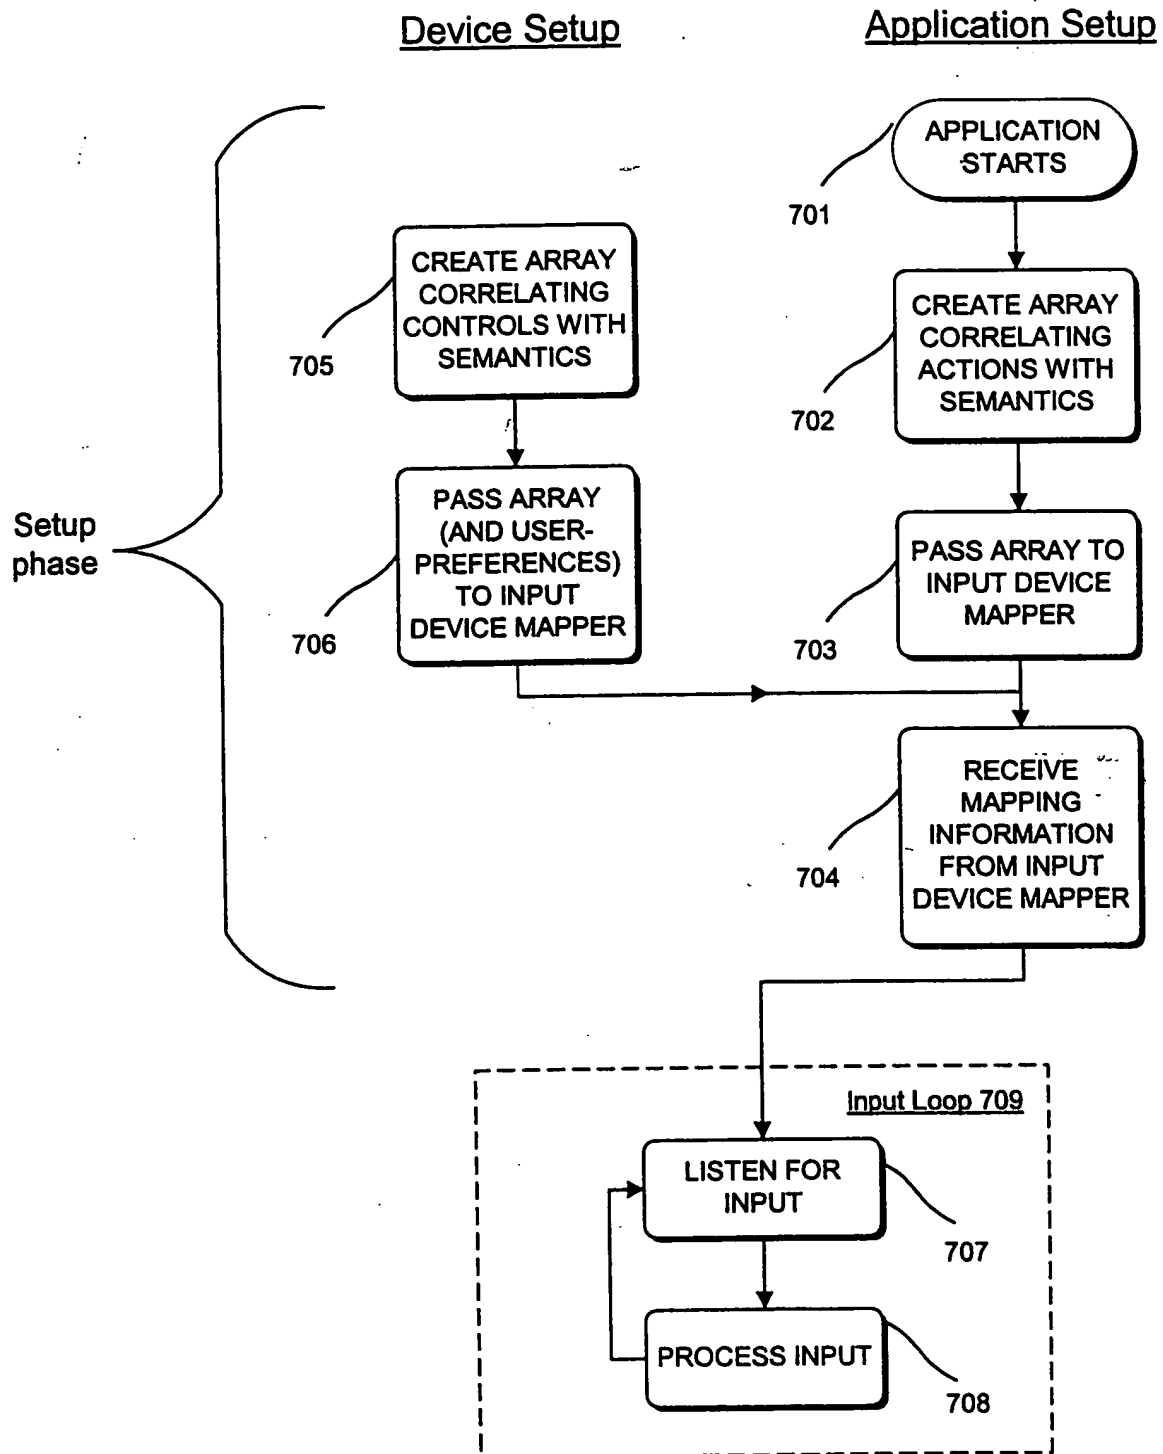 Device Setup
Application Setup
APPLICATION
STARTS
701
CREATE ARRAY
CORRELATING
CONTROLS WITH
SEMANTICS
705
CREATE ARRAY
CORRELATING
ACTIONS WITH
SEMANTICS
702
Setup
phase
PASS ARRAY
(AND USER-
PREFERENCES)
TO INPUT
DEVICE MAPPER
706
PASS ARRAY TO
INPUT DEVICE
MAPPER
703
RECEIVE
MAPPING
INFORMATION
FROM INPUT
DEVICE MAPPER
704
Input Loop 709
LISTEN FOR
INPUT
707
PROCESS INPUT
708